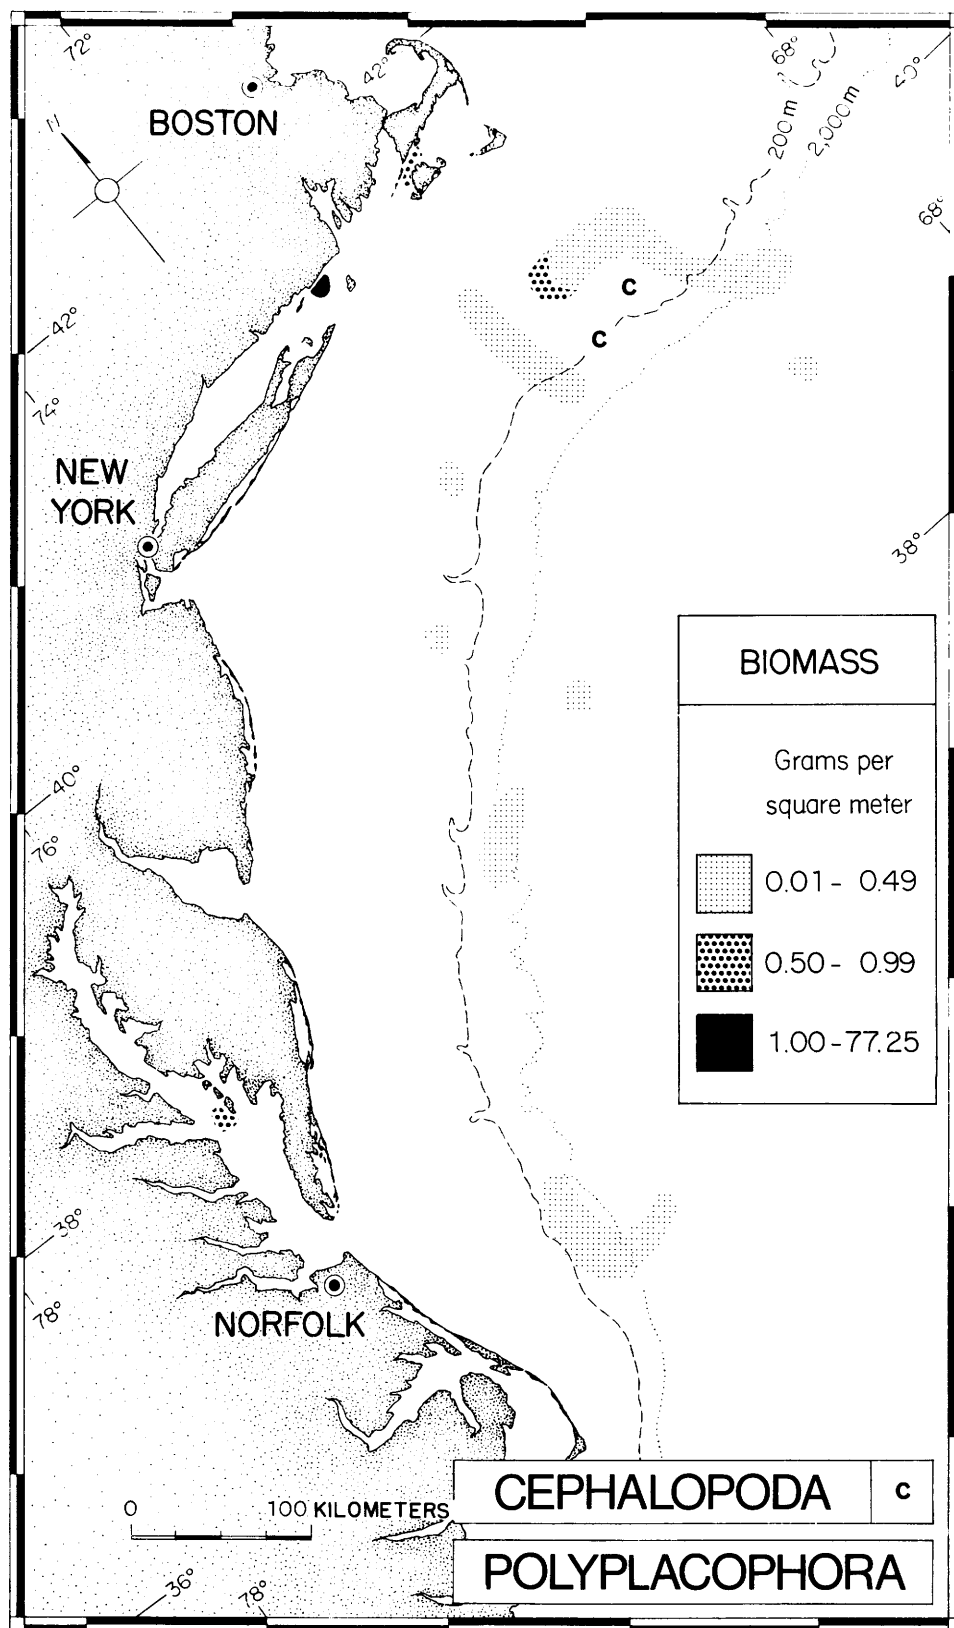 72°
42°
68°
40°
BOSTON
N
200m
2,000m
68°
42°
74°
NEW
YORK
38°
BIOMASS
Grams per
square meter
0.01 - 0.49
0.50 - 0.99
1.00 - 77.25
40°
76°
C
C
38°
78°
NORFOLK
0 100 KILOMETERS
CEPHALOPODA C
POLYPLACOPHORA
36°
78°